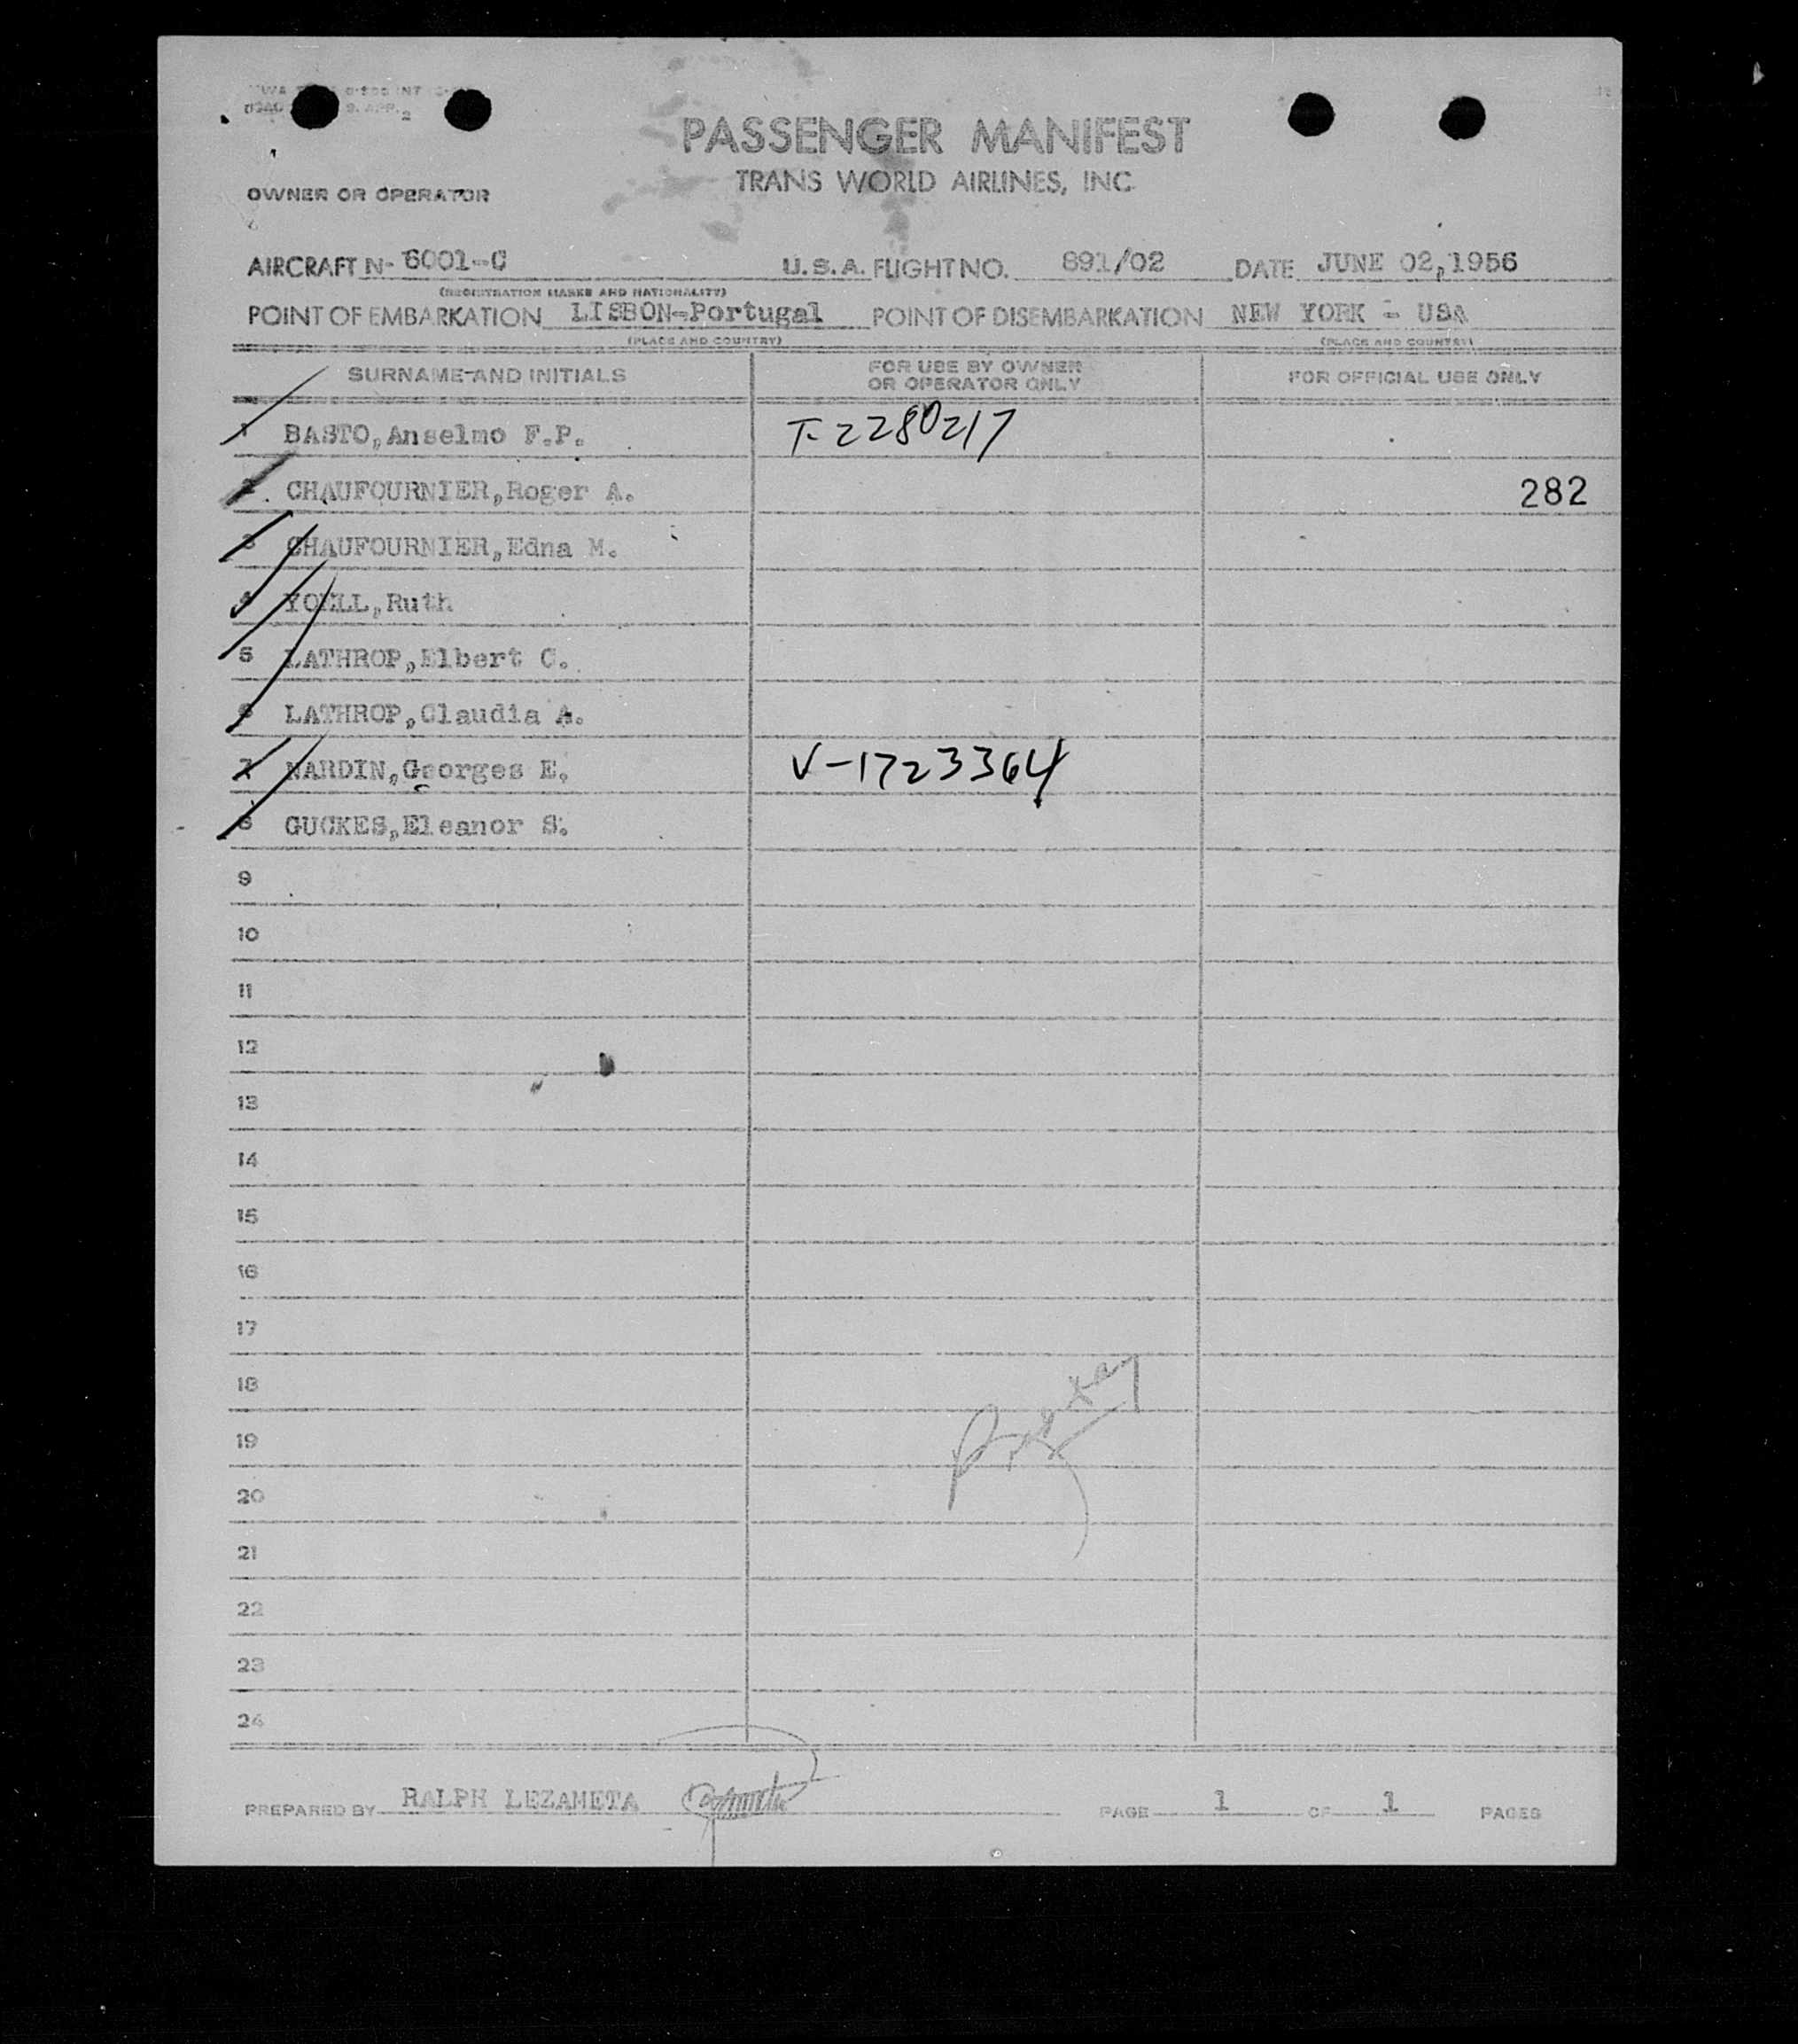 PASSENGER MANIFEST
TRANS WORLD AIRLINES, INC.
OWNER OR OPERATOR
AIRCRAFT N- 6001-C U.S.A. FLIGHT NO. 891/02 DATE JUNE 02,1956
(REGISTRATION MARKS AND NATIONALITY)
POINT OF EMBARKATION LISBON-Portugal POINT OF DISEMBARKATION NEW YORK - USA
(PLACE AND COUNTRY) (PLACE AND COUNTRY)
SURNAME AND INITIALS FOR USE BY OWNER OR OPERATOR ONLY FOR OFFICIAL USE ONLY
1 BASTO,Anselmo F.P. T-2280217
2 CHAUFOURNIER,Roger A. 282
3 CHAUFOURNIER,Edna M.
4 YOELL,Ruth
5 LATHROP,Elbert C.
6 LATHROP,Claudia A.
7 NARDIN,Georges E. V-1723364
8 GUCKES,Eleanor S.
9
10
11
12
13
14
15
16
17
18
19
20
21
22
23
24
PREPARED BY RALPH LEZAMETA PAGE 1 OF 1 PAGES